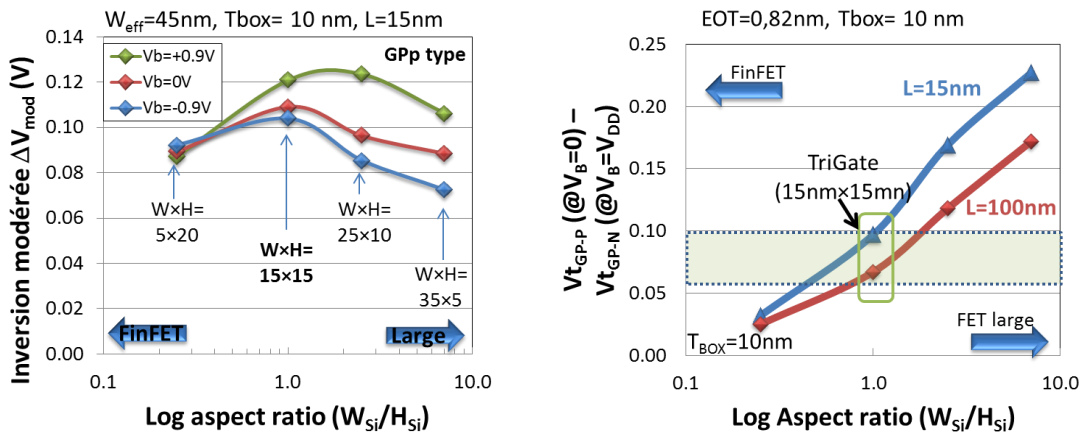 Weff=45nm, Tbox= 10 nm, L=15nm
Inversion modérée ΔVmod (V)
0.14
0.12
0.10
0.08
0.06
0.04
0.02
0.00
Vb=+0.9V
Vb=0V
Vb=-0.9V
GPp type
W×H=
5×20
W×H=
15×15
W×H=
25×10
W×H=
35×5
FinFET
Large
0.1
1.0
10.0
Log aspect ratio (WSi/HSi)
EOT=0,82nm, Tbox= 10 nm
VtGP-P (@VB=0) –
VtGP-N (@VB=VDD)
0.25
0.20
0.15
0.10
0.05
0.00
FinFET
L=15nm
TriGate
(15nm×15mn)
L=100nm
TBOX=10nm
FET large
0.1
1.0
10.0
Log Aspect ratio (WSi/HSi)